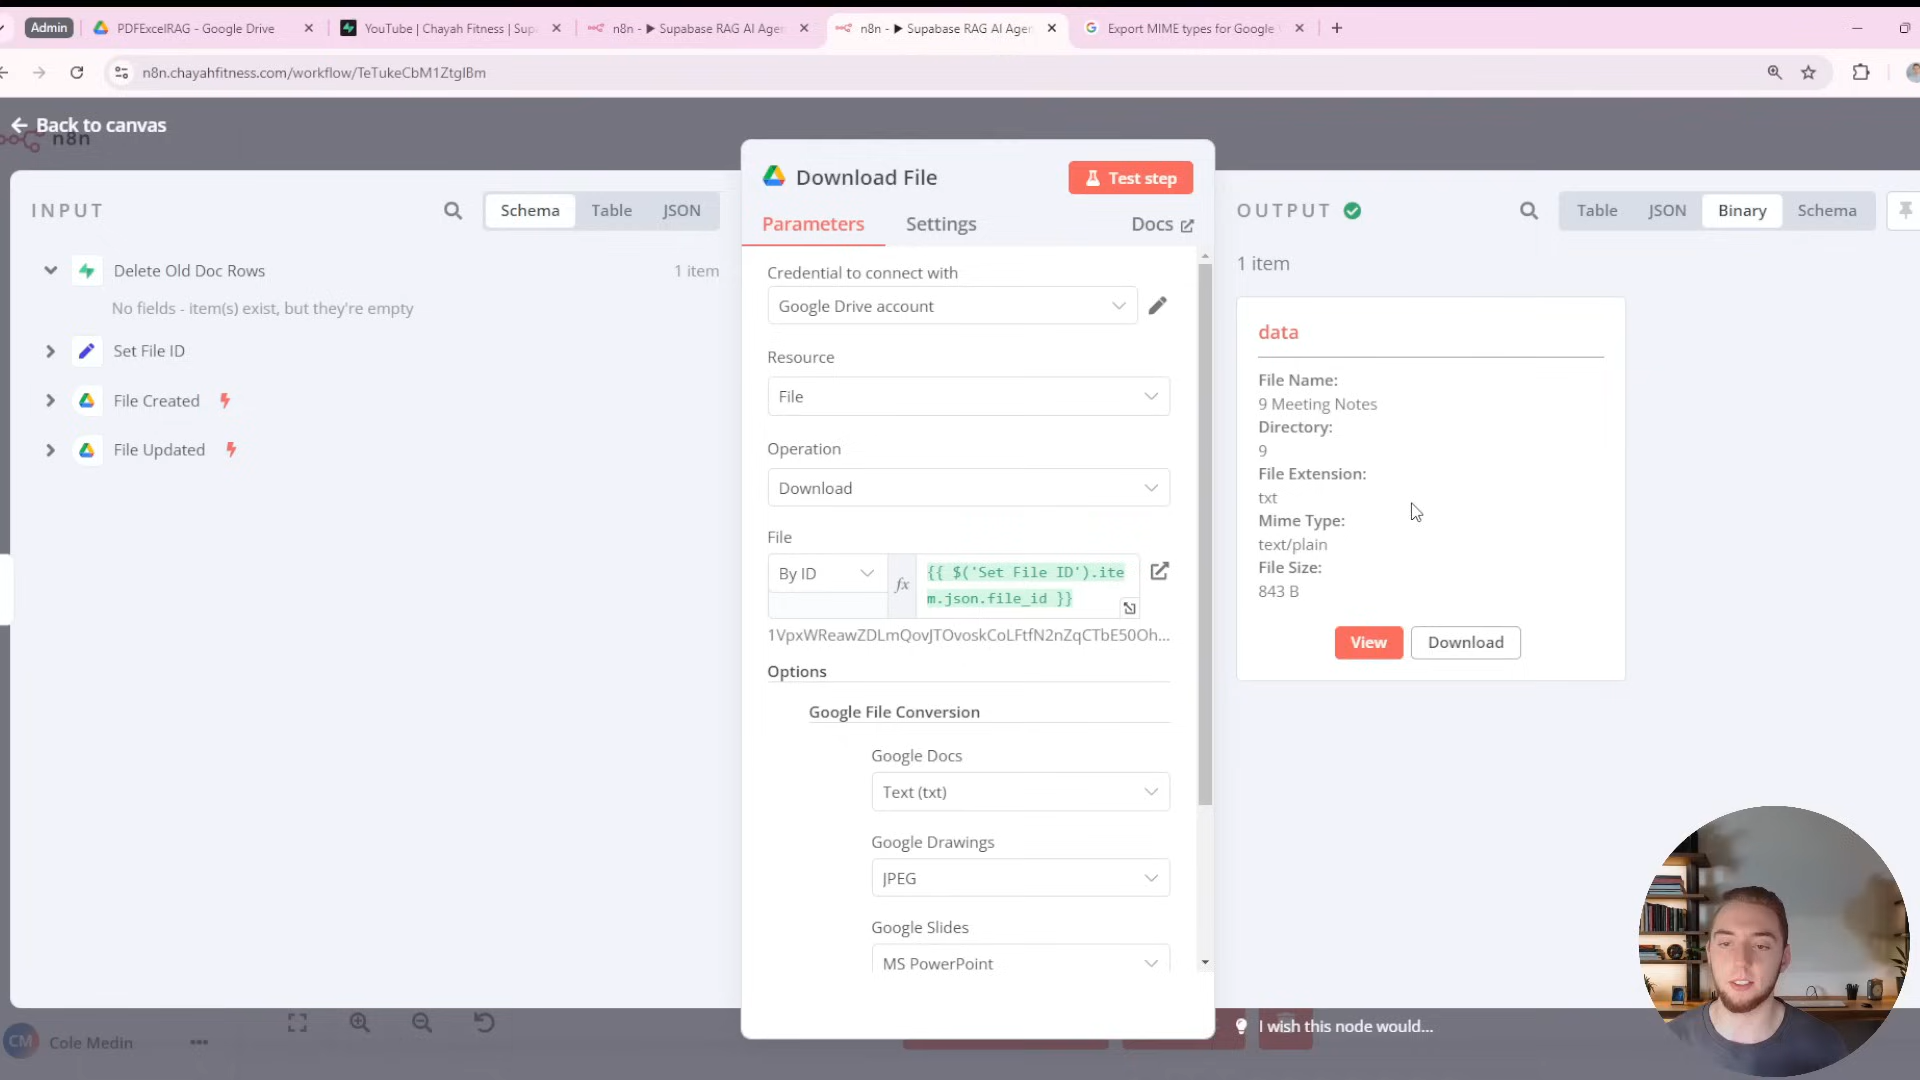 Admin
PDFExcelRAG - Google Drive
YouTube | Chayah Fitness | Sup
n8n - ▶ Supabase RAG AI Age
n8n - ▶ Supabase RAG AI Agen
Export MIME types for Google
n8n.chayahfitness.com/workflow/TeTukeCbM1ZtgIBm
Back to canvas
n8n
INPUT
Schema
Table
JSON
Delete Old Doc Rows
1 item
No fields - item(s) exist, but they're empty
Set File ID
File Created
File Updated
Download File
Test step
Parameters
Settings
Docs
Credential to connect with
Google Drive account
Resource
File
Operation
Download
File
By ID
fx
{{ $('Set File ID').ite
m.json.file_id }}
1VpxWReawZDLmQovJTOvoskCoLFtfN2nZqCTbE50Oh...
Options
Google File Conversion
Google Docs
Text (txt)
Google Drawings
JPEG
Google Slides
MS PowerPoint
OUTPUT
Table
JSON
Binary
Schema
1 item
data
File Name:
9 Meeting Notes
Directory:
9
File Extension:
txt
Mime Type:
text/plain
File Size:
843 B
View
Download
I wish this node would...
CM
Cole Medin